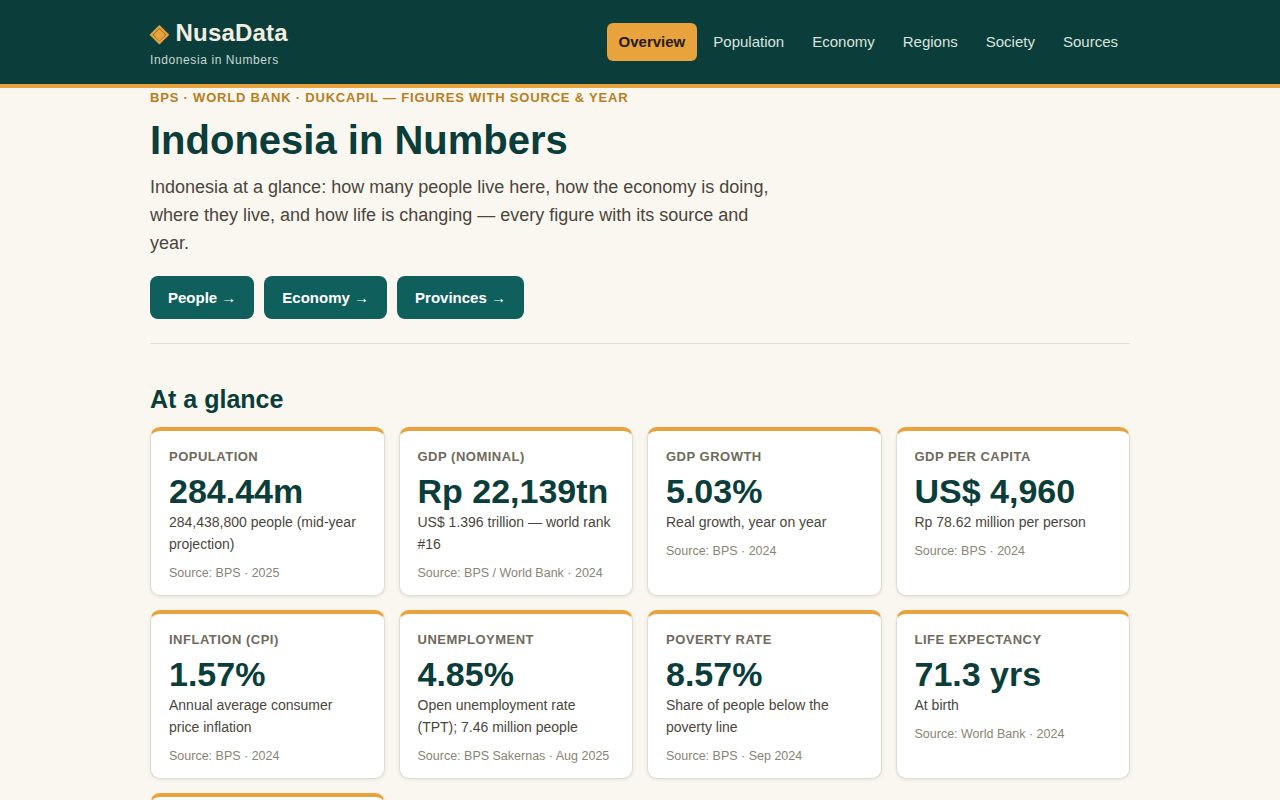 ◈ NusaData
Indonesia in Numbers
Overview
Population
Economy
Regions
Society
Sources
BPS · WORLD BANK · DUKCAPIL — FIGURES WITH SOURCE & YEAR
Indonesia in Numbers
Indonesia at a glance: how many people live here, how the economy is doing,
where they live, and how life is changing — every figure with its source and
year.
People →
Economy →
Provinces →
At a glance
POPULATION
284.44m
284,438,800 people (mid-year
projection)
Source: BPS · 2025
GDP (NOMINAL)
Rp 22,139tn
US$ 1.396 trillion — world rank
#16
Source: BPS / World Bank · 2024
GDP GROWTH
5.03%
Real growth, year on year
Source: BPS · 2024
GDP PER CAPITA
US$ 4,960
Rp 78.62 million per person
Source: BPS · 2024
INFLATION (CPI)
1.57%
Annual average consumer
price inflation
Source: BPS · 2024
UNEMPLOYMENT
4.85%
Open unemployment rate
(TPT); 7.46 million people
Source: BPS Sakernas · Aug 2025
POVERTY RATE
8.57%
Share of people below the
poverty line
Source: BPS · Sep 2024
LIFE EXPECTANCY
71.3 yrs
At birth
Source: World Bank · 2024